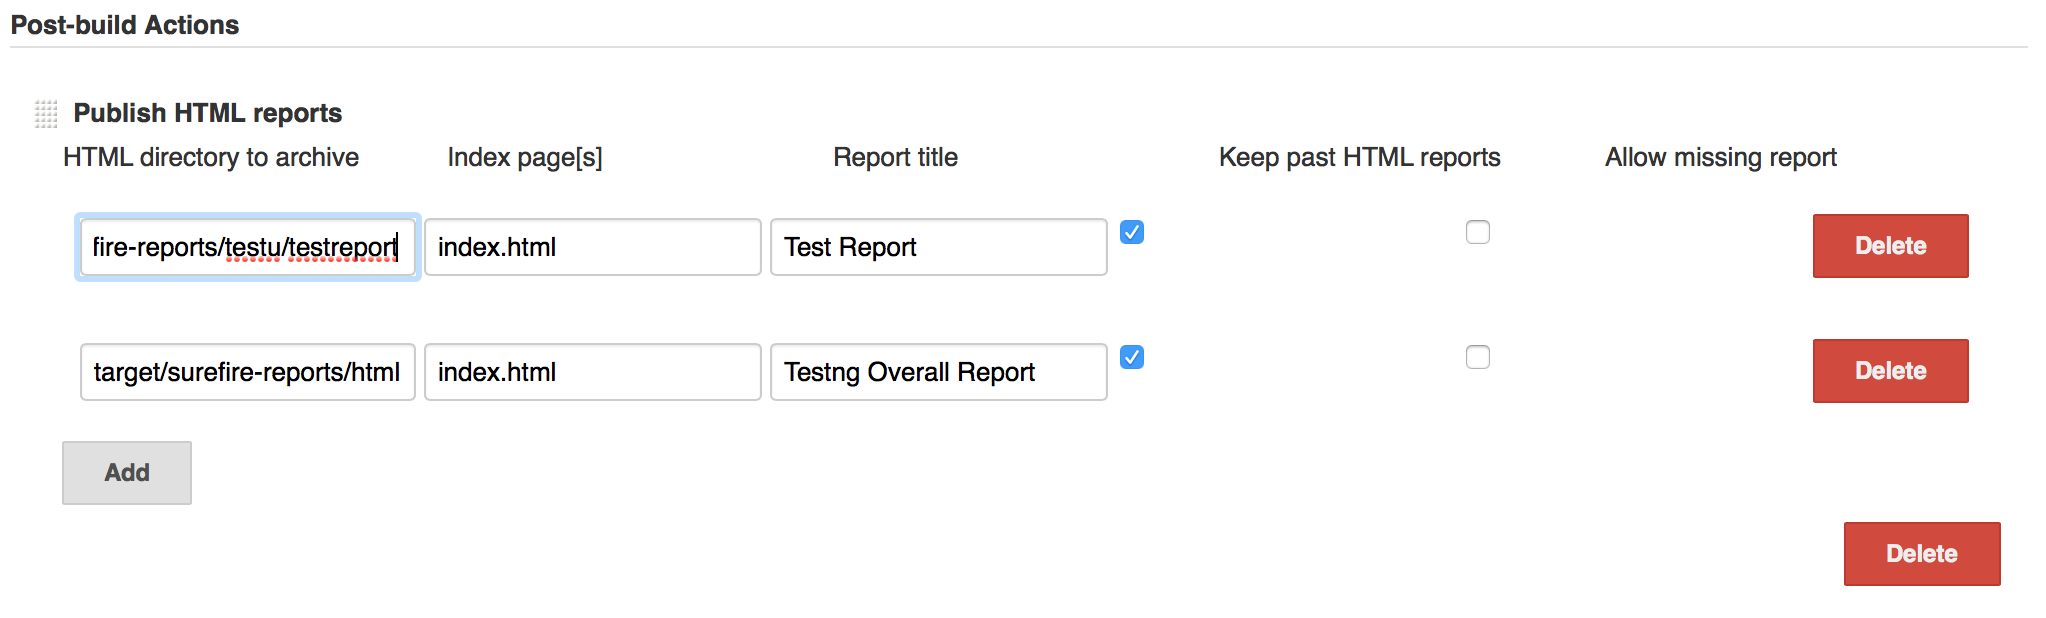 Post-build Actions
Publish HTML reports
HTML directory to archive Index page[s] Report title Keep past HTML reports Allow missing report
fire-reports/testu/testreport index.html Test Report Delete
target/surefire-reports/html index.html Testng Overall Report Delete
Add
Delete